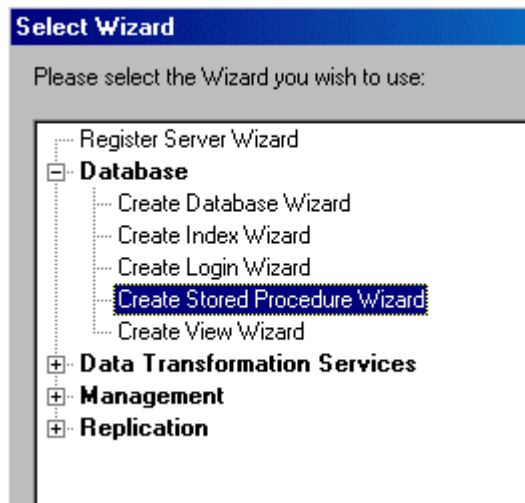 Select Wizard
Please select the Wizard you wish to use:
Register Server Wizard
Database
Create Database Wizard
Create Index Wizard
Create Login Wizard
Create Stored Procedure Wizard
Create View Wizard
Data Transformation Services
Management
Replication